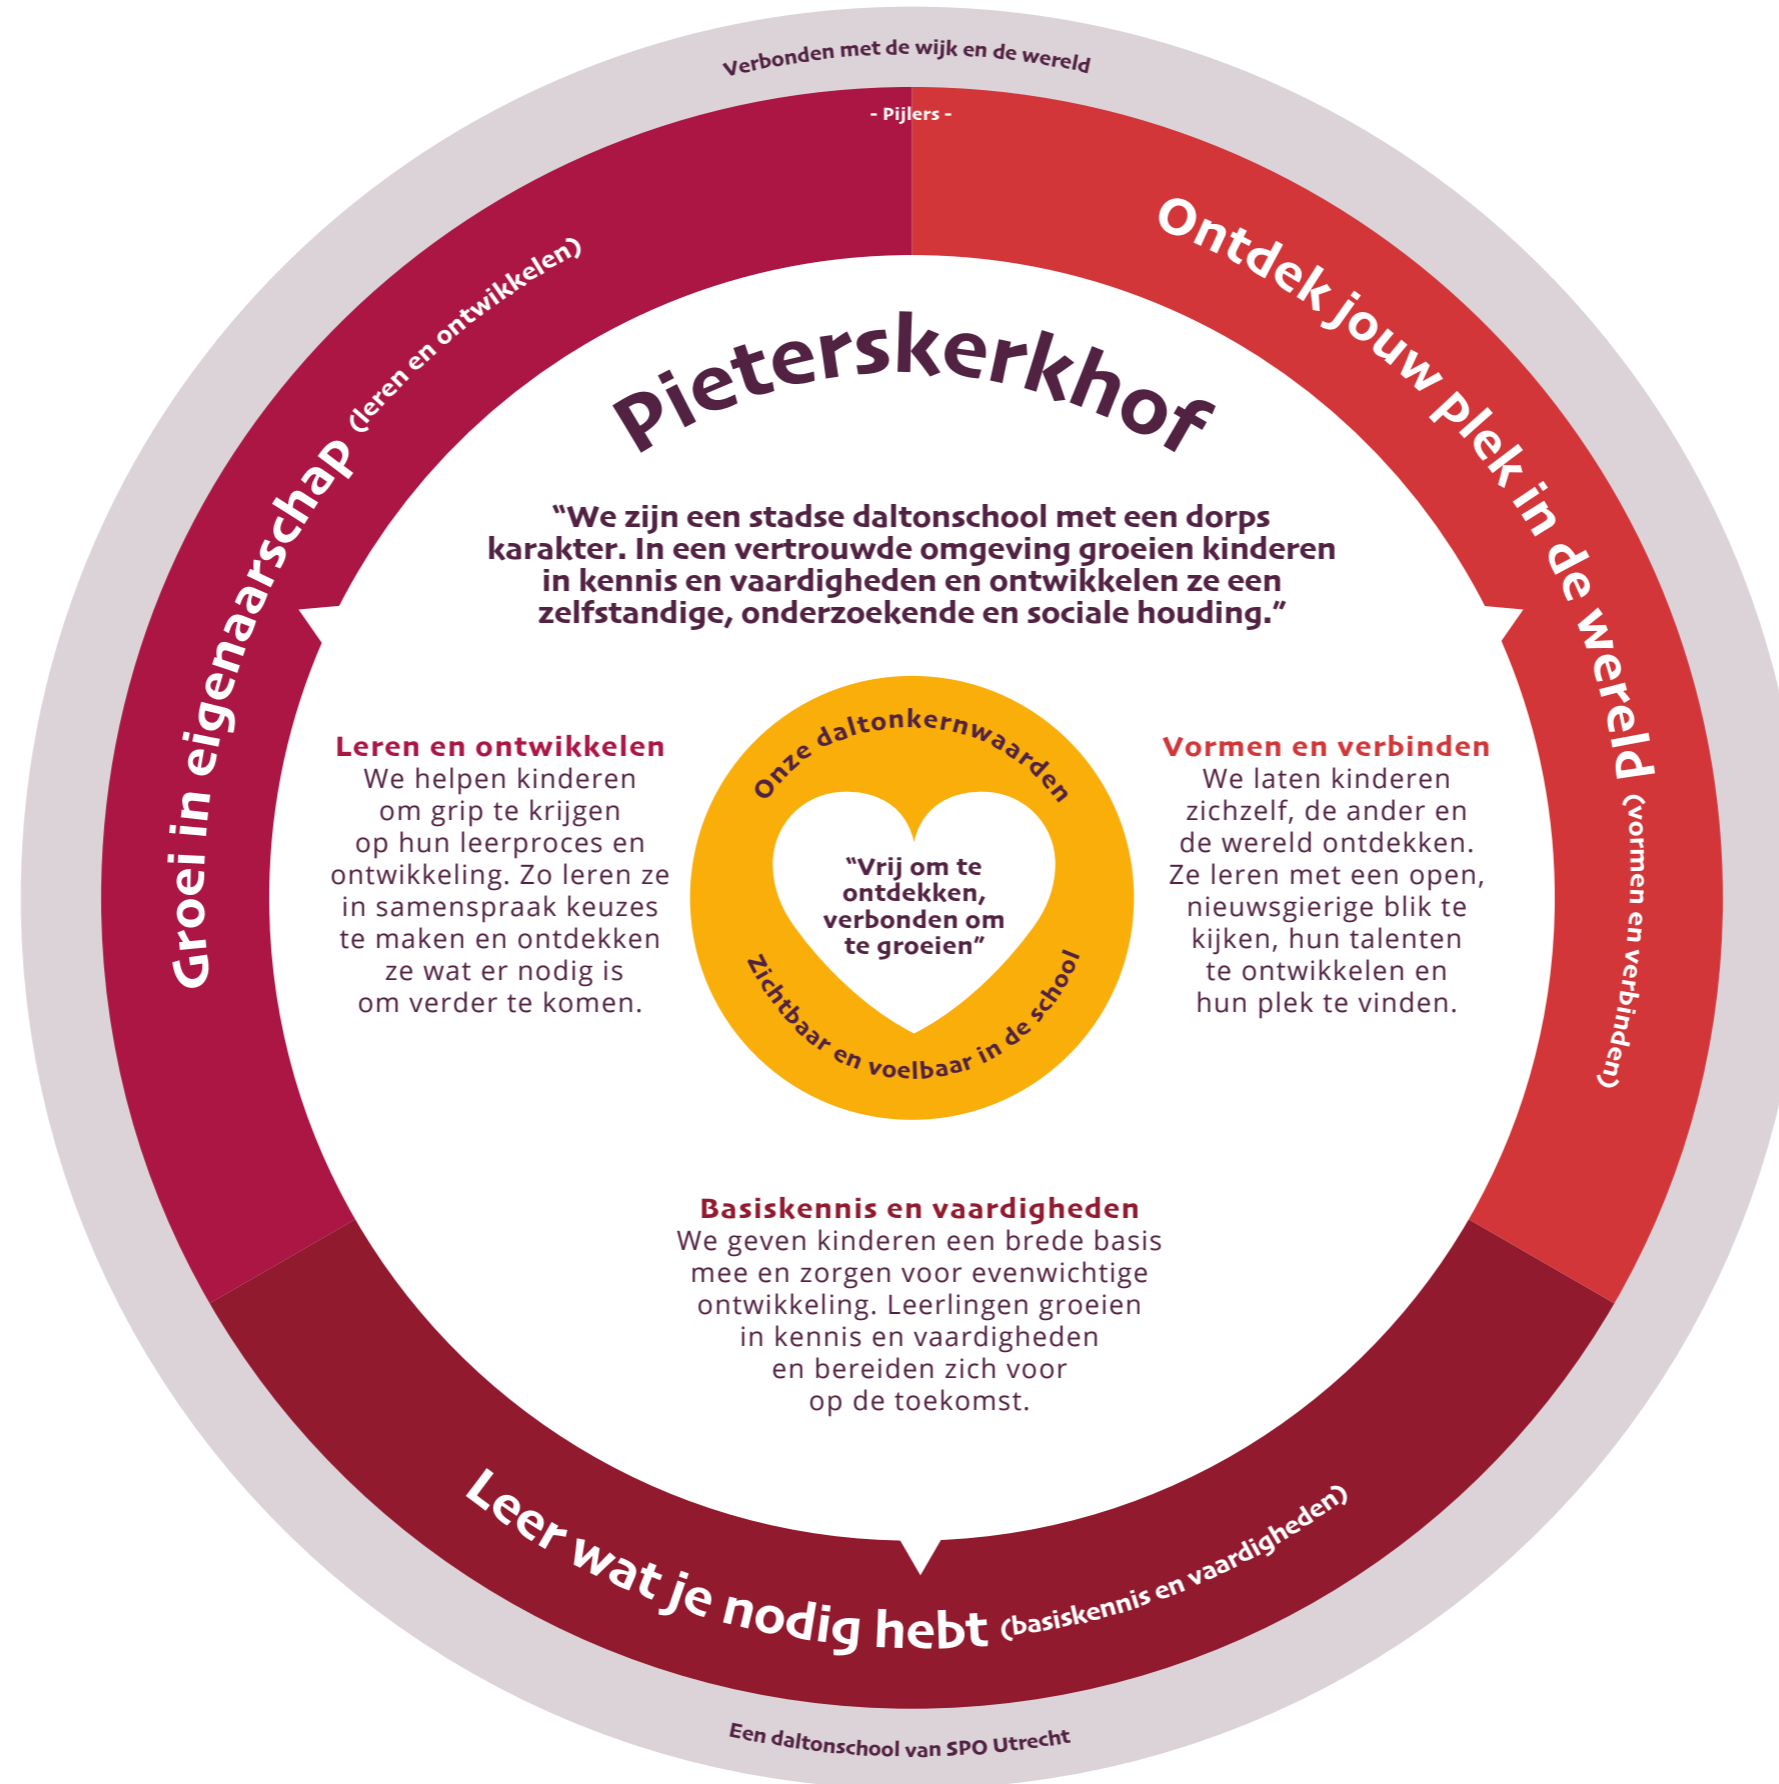 Verbonden met de wijk en de wereld
- Pijlers -
Groei in eigenaarschap (leren en ontwikkelen)
Ontdek jouw plek in de wereld (vormen en verbinden)
Pieterskerkhof
“We zijn een stadse daltonschool met een dorps
karakter. In een vertrouwde omgeving groeien kinderen
in kennis en vaardigheden en ontwikkelen ze een
zelfstandige, onderzoekende en sociale houding.”
Leren en ontwikkelen
We helpen kinderen
om grip te krijgen
op hun leerproces en
ontwikkeling. Zo leren ze
in samenspraak keuzes
te maken en ontdekken
ze wat er nodig is
om verder te komen.
Onze daltonkernwaarden
“Vrij om te
ontdekken,
verbonden om
te groeien”
Zichtbaar en voelbaar in de school
Vormen en verbinden
We laten kinderen
zichzelf, de ander en
de wereld ontdekken.
Ze leren met een open,
nieuwsgierige blik te
kijken, hun talenten
te ontwikkelen en
hun plek te vinden.
Basiskennis en vaardigheden
We geven kinderen een brede basis
mee en zorgen voor evenwichtige
ontwikkeling. Leerlingen groeien
in kennis en vaardigheden
en bereiden zich voor
op de toekomst.
Leer wat je nodig hebt (basiskennis en vaardigheden)
Een daltonschool van SPO Utrecht